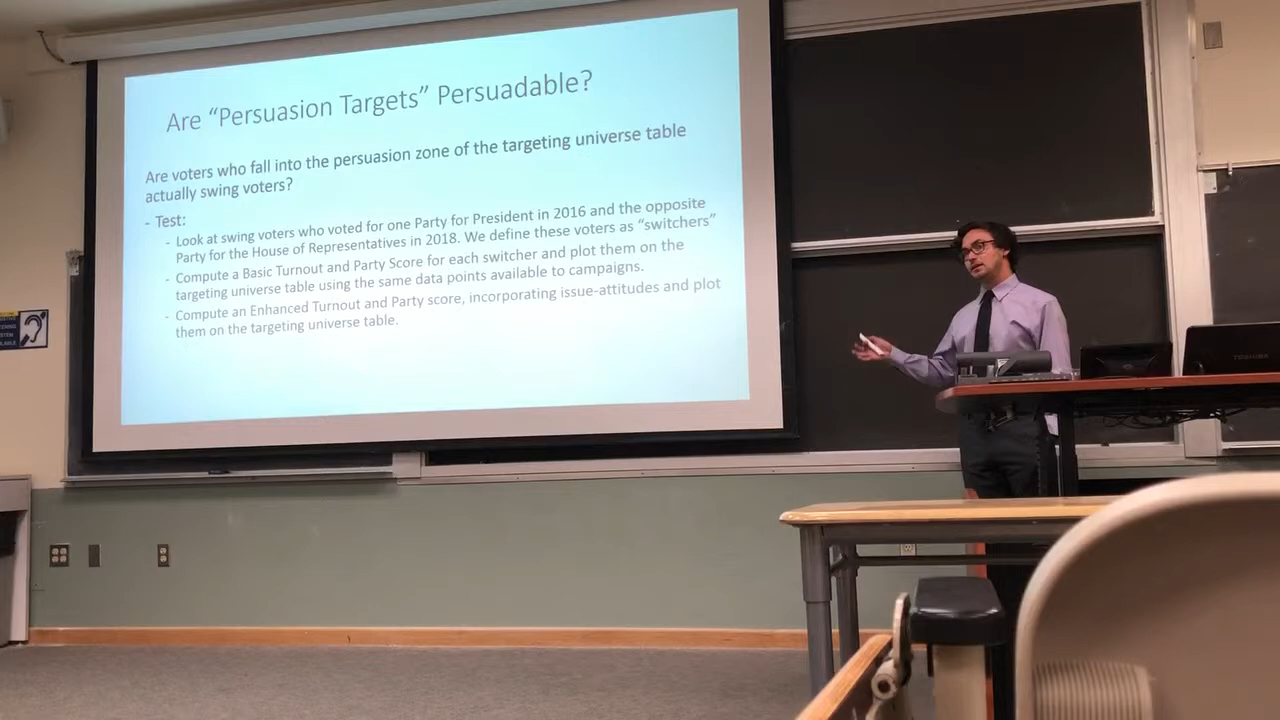 Are “Persuasion Targets” Persuadable?
Are voters who fall into the persuasion zone of the targeting universe table
actually swing voters?
- Test:
- Look at swing voters who voted for one Party for President in 2016 and the opposite
Party for the House of Representatives in 2018. We define these voters as “switchers”
- Compute a Basic Turnout and Party Score for each switcher and plot them on the
targeting universe table using the same data points available to campaigns.
- Compute an Enhanced Turnout and Party score, incorporating issue-attitudes and plot
them on the targeting universe table.
TOSHIBA